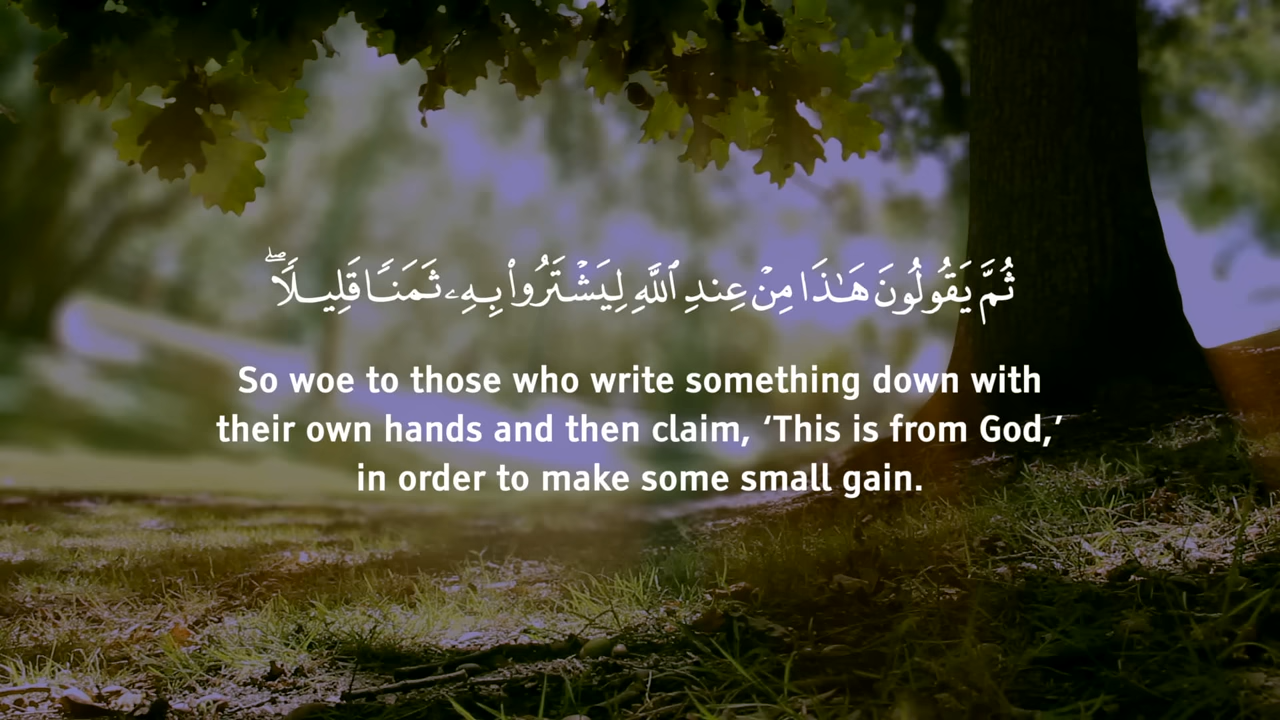 ثُمَّ يَقُولُونَ هَـٰذَا مِنْ عِندِ ٱللَّهِ لِيَشْتَرُوا۟ بِهِۦ ثَمَنًا قَلِيلًا ۖ
So woe to those who write something down with
their own hands and then claim, ‘This is from God,’
in order to make some small gain.